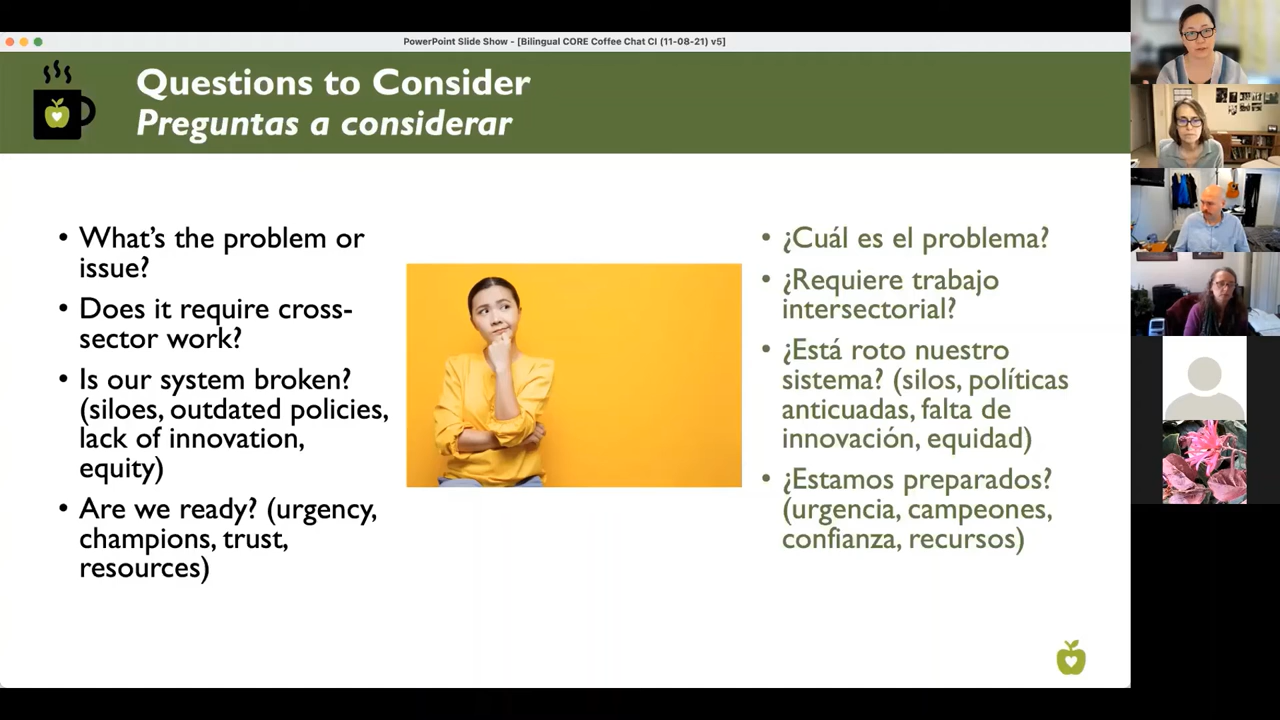 PowerPoint Slide Show - [Bilingual CORE Coffee Chat CI (11-08-21) v5]
Questions to Consider
Preguntas a considerar
• What's the problem or
issue?
• Does it require cross-
sector work?
• Is our system broken?
(siloes, outdated policies,
lack of innovation,
equity)
• Are we ready? (urgency,
champions, trust,
resources)
• ¿Cuál es el problema?
• ¿Requiere trabajo
intersectorial?
• ¿Está roto nuestro
sistema? (silos, políticas
anticuadas, falta de
innovación, equidad)
• ¿Estamos preparados?
(urgencia, campeones,
confianza, recursos)